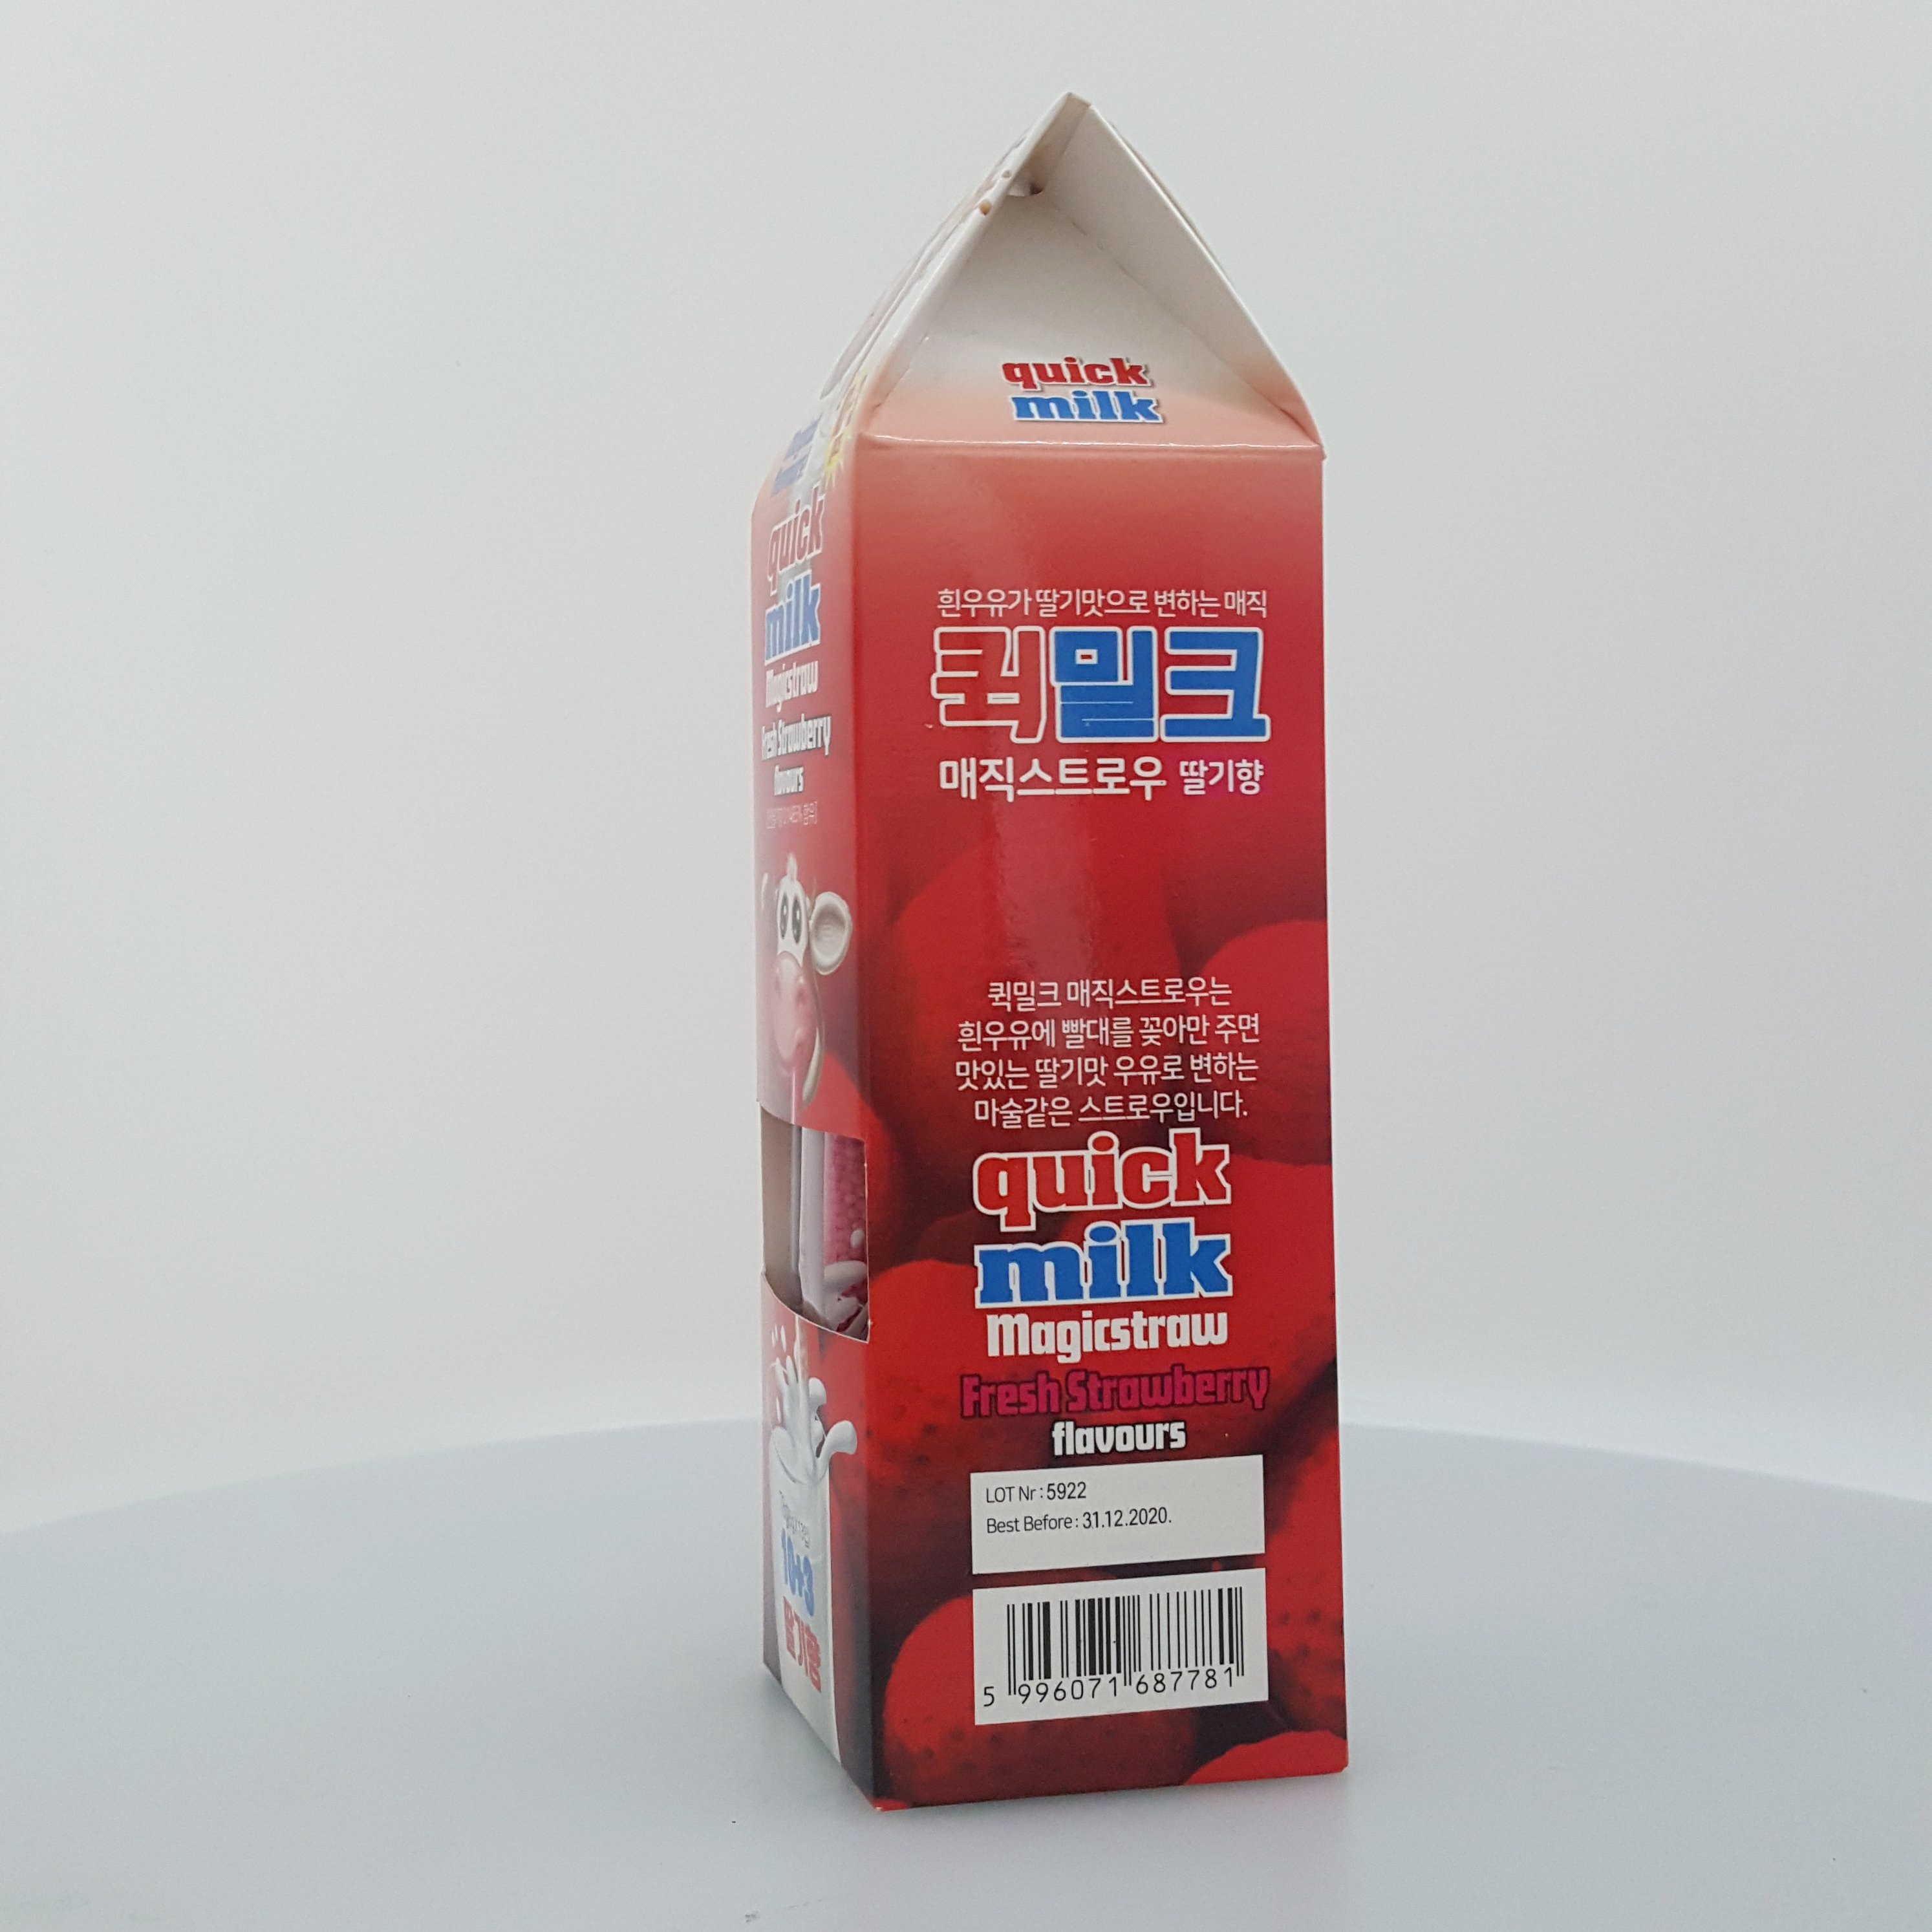 quick
milk
흰우유가 딸기맛으로 변하는 매직
퀵밀크
매직스트로우 딸기향
퀵밀크 매직스트로우는
흰우유에 빨대를 꽂아만 주면
맛있는 딸기맛 우유로 변하는
마술같은 스트로우입니다.
quick
milk
Magicstraw
Fresh Strawberry
flavours
LOT Nr : 5922
Best Before : 31.12.2020.
5 996071 687781
quick
milk
Magicstraw
Fresh Strawberry
flavours
10+3
딸기향